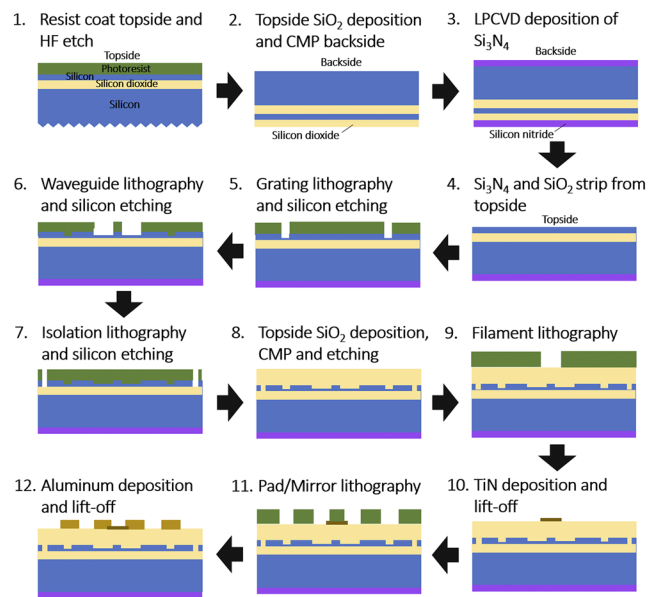 1. Resist coat topside and
HF etch
Topside
Photoresist
Silicon
Silicon dioxide
Silicon
2. Topside SiO₂ deposition
and CMP backside
Backside
Silicon dioxide
3. LPCVD deposition of
Si₃N₄
Backside
Silicon nitride
6. Waveguide lithography
and silicon etching
5. Grating lithography
and silicon etching
4. Si₃N₄ and SiO₂ strip from
topside
Topside
7. Isolation lithography
and silicon etching
8. Topside SiO₂ deposition,
CMP and etching
9. Filament lithography
12. Aluminum deposition
and lift-off
11. Pad/Mirror lithography
10. TiN deposition and
lift-off